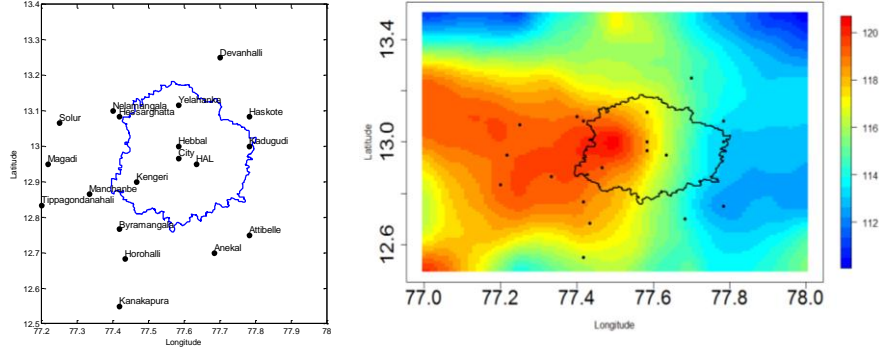 13.4
13.3
13.2
13.1
13
12.9
12.8
12.7
12.6
12.5
Latitude
77.2
77.3
77.4
77.5
77.6
77.7
77.8
77.9
78
Longitude
Devanhalli
Yelahanka
Nelamangala
Hesarghatta
Haskote
Solur
Hebbal
Vadugudi
City
HAL
Magadi
Kengeri
Manchanbe
Tippagondanahali
Byramangala
Attibelle
Anekal
Horohalli
Kanakapura
13.4
13.0
12.6
Latitude
77.0
77.2
77.4
77.6
77.8
78.0
Longitude
120
118
116
114
112